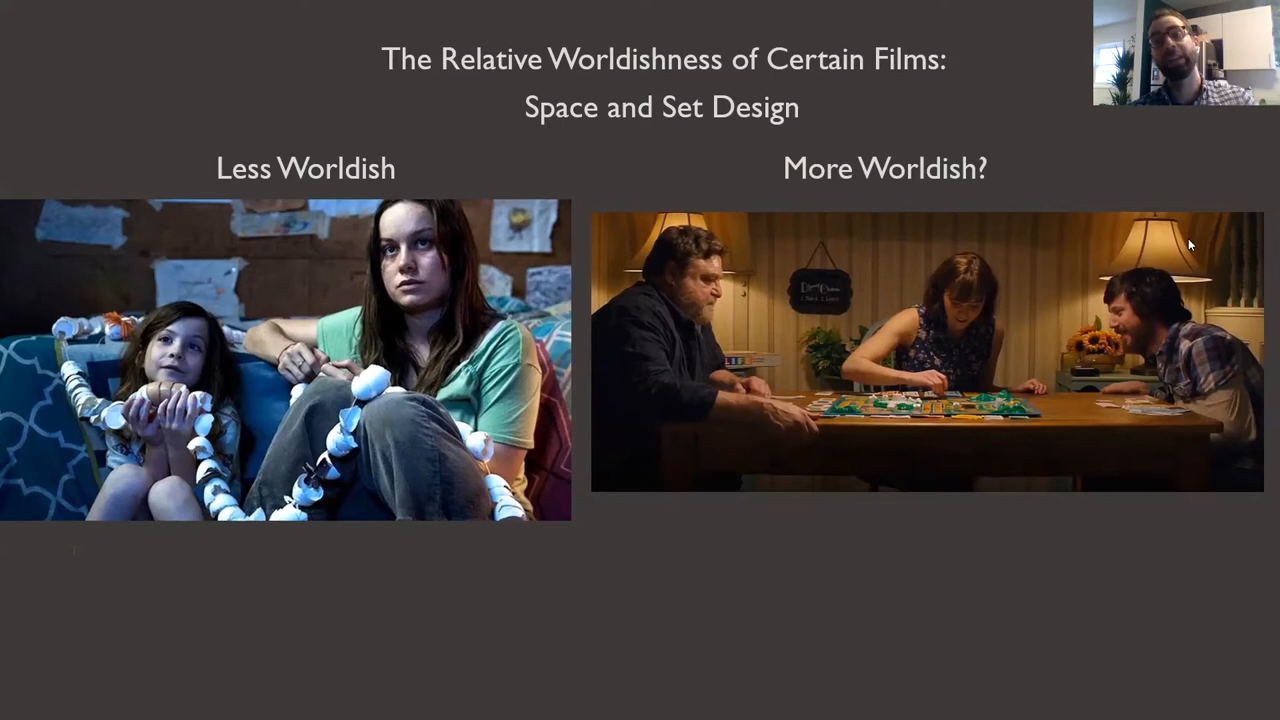 The Relative Worldishness of Certain Films:
Space and Set Design
Less Worldish
More Worldish?